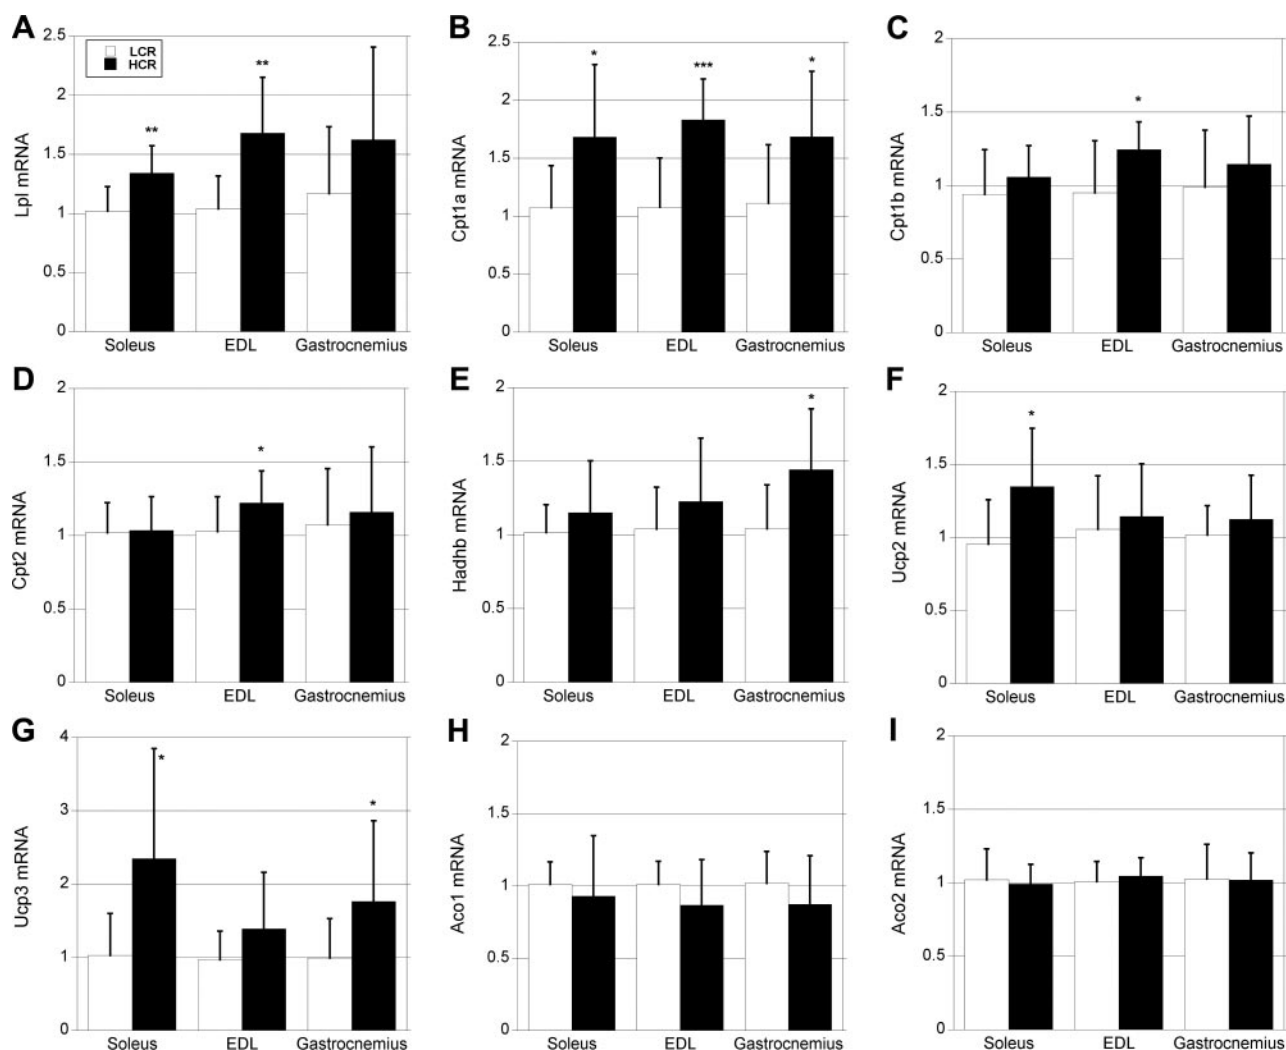 A
Lpl mRNA
2.5
2
1.5
1
0.5
0
LCR
HCR
**
**
Soleus EDL Gastrocnemius
B
Cpt1a mRNA
2.5
2
1.5
1
0.5
0
*
***
*
Soleus EDL Gastrocnemius
C
Cpt1b mRNA
2
1.5
1
0.5
0
*
Soleus EDL Gastrocnemius
D
Cpt2 mRNA
2
1.5
1
0.5
0
*
Soleus EDL Gastrocnemius
E
Hadhb mRNA
2
1.5
1
0.5
0
*
Soleus EDL Gastrocnemius
F
Ucp2 mRNA
2
1.5
1
0.5
0
*
Soleus EDL Gastrocnemius
G
Ucp3 mRNA
4
3
2
1
0
*
*
Soleus EDL Gastrocnemius
H
Aco1 mRNA
2
1.5
1
0.5
0
Soleus EDL Gastrocnemius
I
Aco2 mRNA
2
1.5
1
0.5
0
Soleus EDL Gastrocnemius